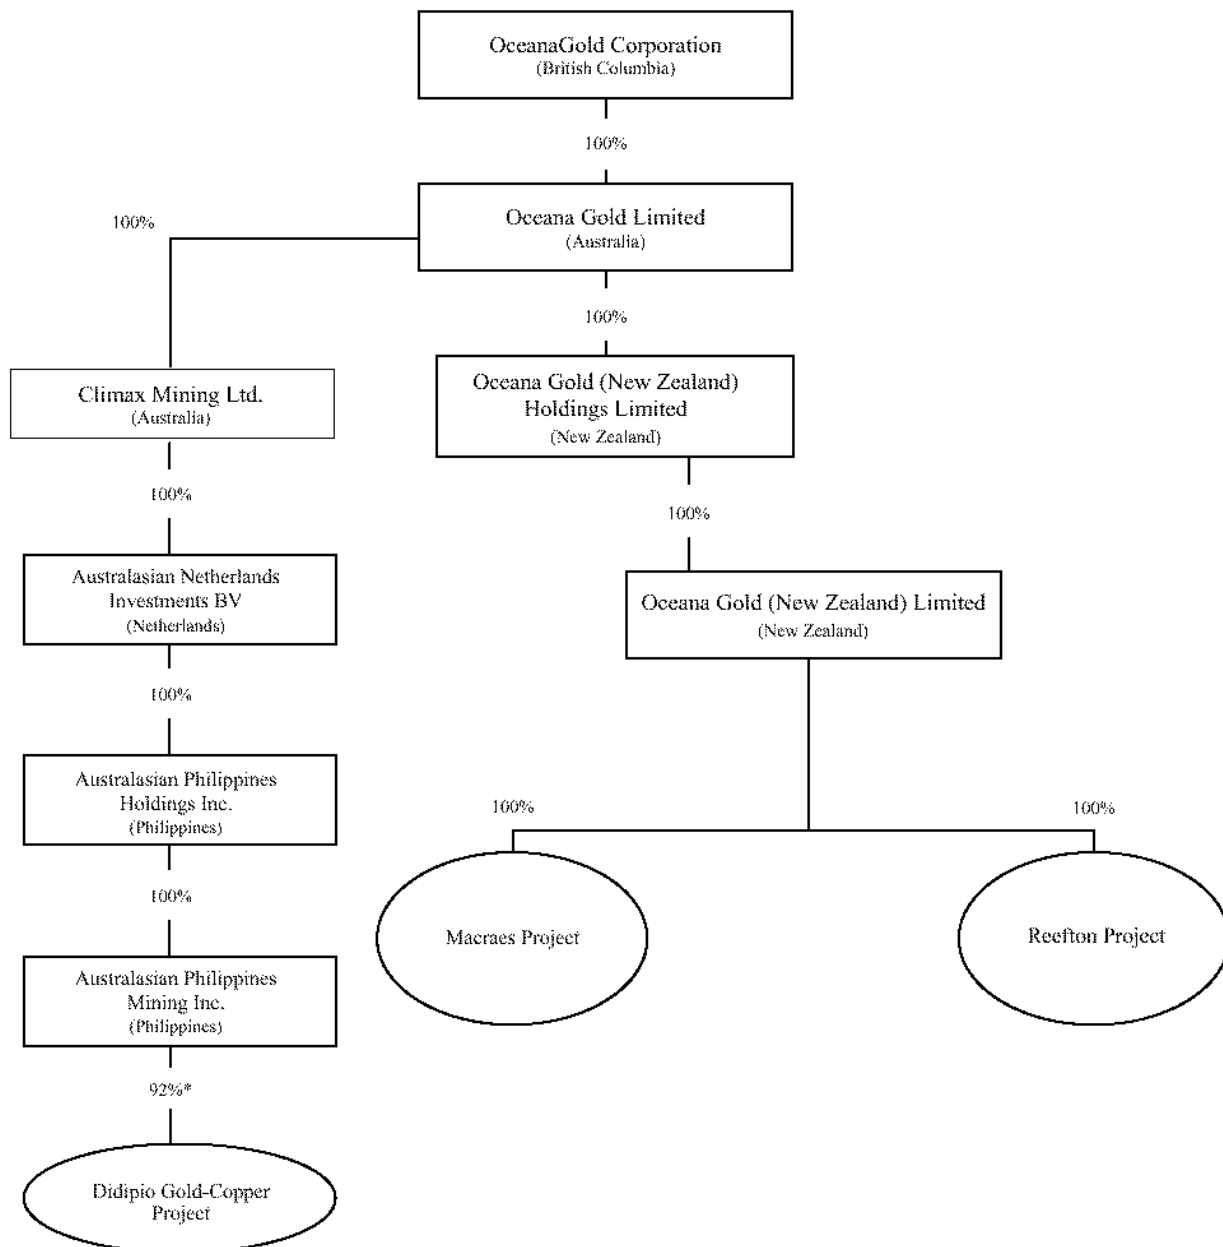 OceanaGold Corporation
(British Columbia)
100%
Oceana Gold Limited
(Australia)
100%
100%
Climax Mining Ltd.
(Australia)
Oceana Gold (New Zealand)
Holdings Limited
(New Zealand)
100%
100%
Australasian Netherlands
Investments BV
(Netherlands)
Oceana Gold (New Zealand) Limited
(New Zealand)
100%
Australasian Philippines
Holdings Inc.
(Philippines)
100%
100%
100%
Macraes Project
Reefton Project
Australasian Philippines
Mining Inc.
(Philippines)
92%*
Didipio Gold-Copper
Project